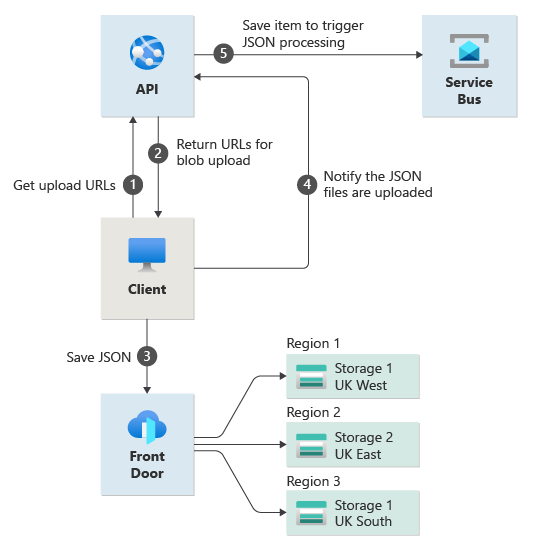 Save item to trigger
JSON processing
5
API
Service
Bus
2
Return URLs for
blob upload
Get upload URLs
1
4
Notify the JSON
files are uploaded
Client
Save JSON
3
Region 1
Storage 1
UK West
Region 2
Storage 2
UK East
Front
Door
Region 3
Storage 1
UK South